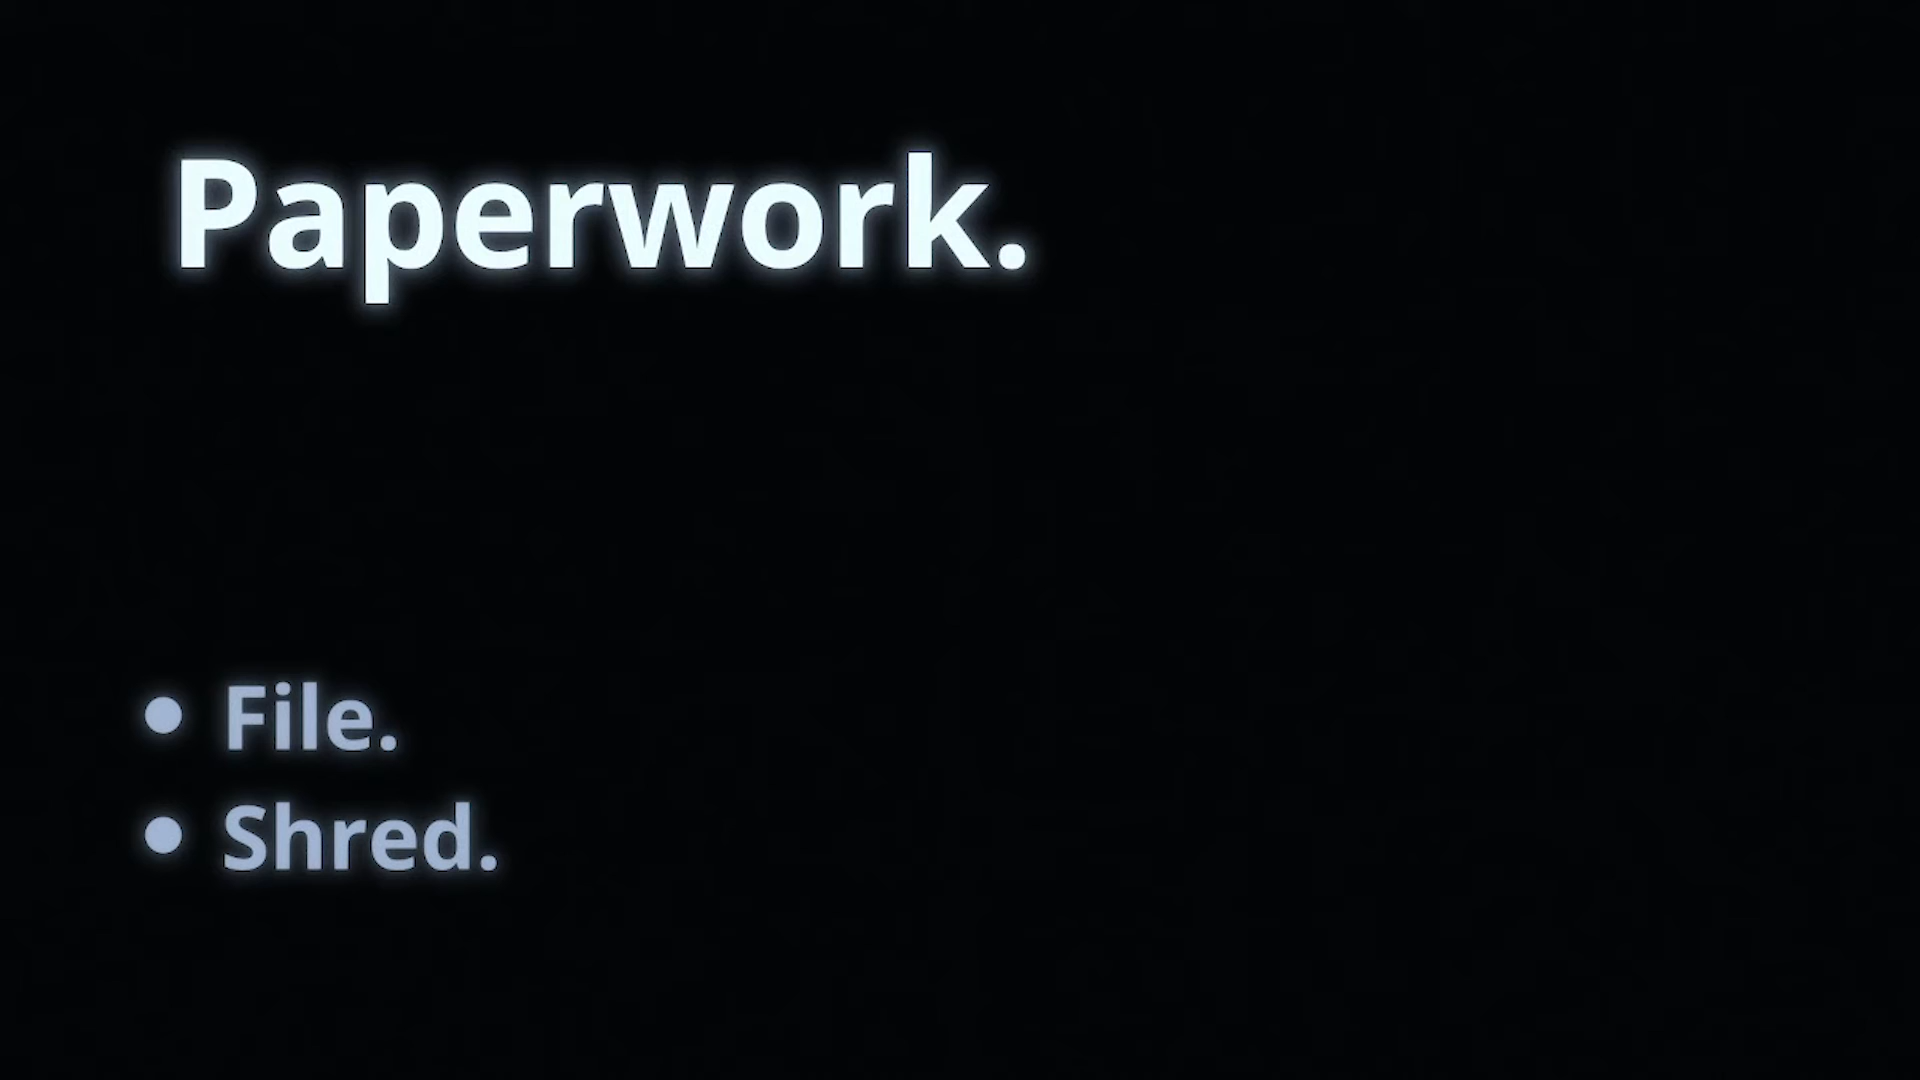 Paperwork.
• File.
• Shred.